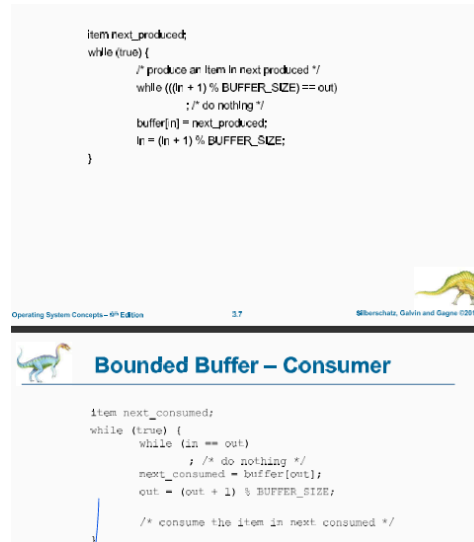 item next_produced;
while (true) {
/* produce an item in next produced */
while (((in + 1) % BUFFER_SIZE) == out)
; /* do nothing */
buffer[in] = next_produced;
in = (in + 1) % BUFFER_SIZE;
}
Operating System Concepts – 9th Edition 3.7 Silberschatz, Galvin and Gagne ©201
Bounded Buffer – Consumer
item next_consumed;
while (true) {
while (in == out)
; /* do nothing */
next_consumed = buffer[out];
out = (out + 1) % BUFFER_SIZE;
/* consume the item in next consumed */
}